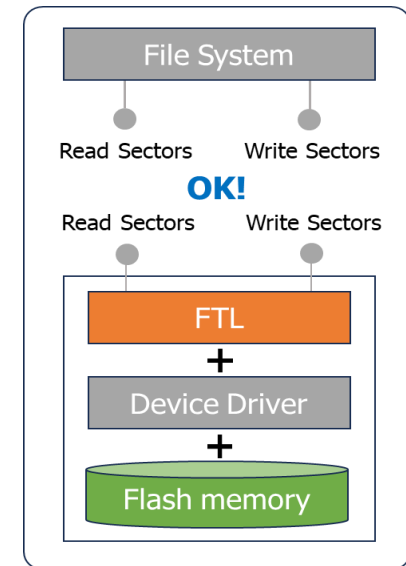 File System
Read Sectors Write Sectors
OK!
Read Sectors Write Sectors
FTL
+
Device Driver
+
Flash memory